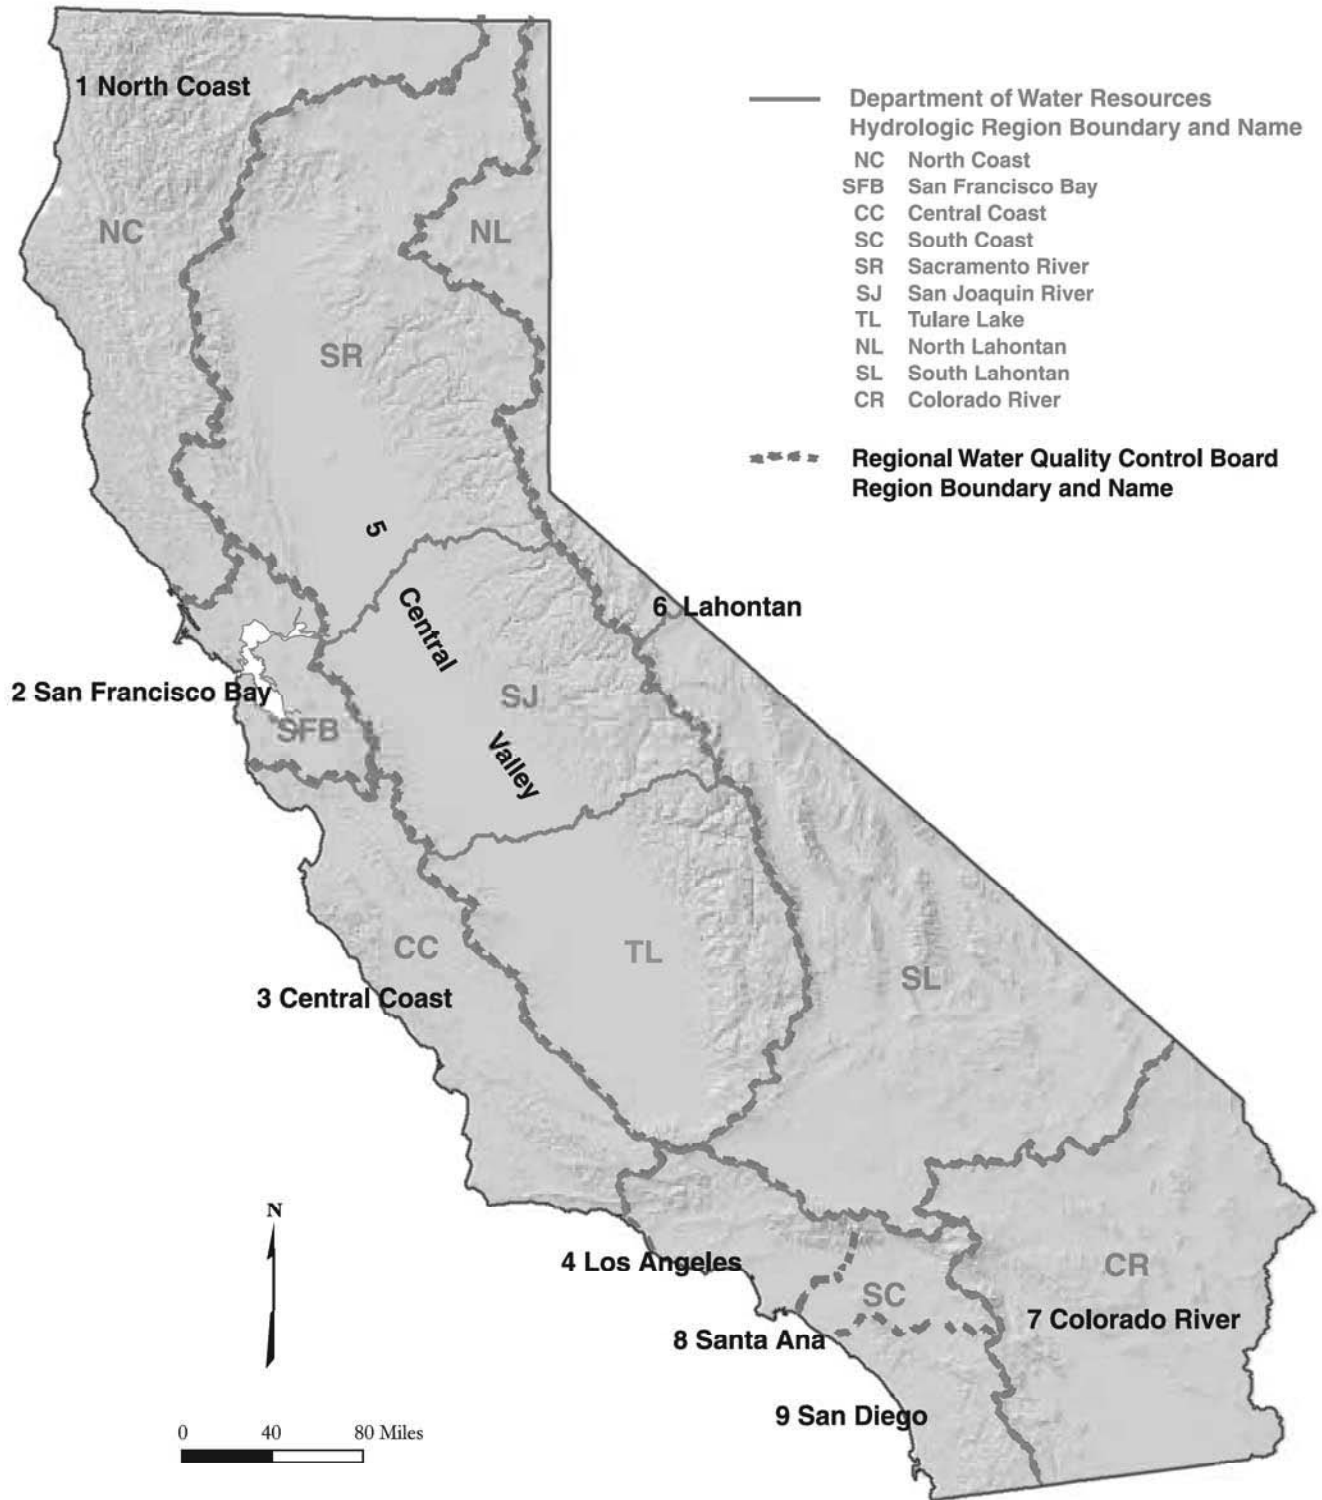 1 North Coast
Department of Water Resources
Hydrologic Region Boundary and Name
NC North Coast
SFB San Francisco Bay
CC Central Coast
SC South Coast
SR Sacramento River
SJ San Joaquin River
TL Tulare Lake
NL North Lahontan
SL South Lahontan
CR Colorado River
Regional Water Quality Control Board
Region Boundary and Name
NC
NL
SR
5
Central
Valley
6 Lahontan
2 San Francisco Bay
SJ
SFB
CC
TL
SL
3 Central Coast
N
4 Los Angeles
CR
SC
7 Colorado River
8 Santa Ana
9 San Diego
0 40 80 Miles